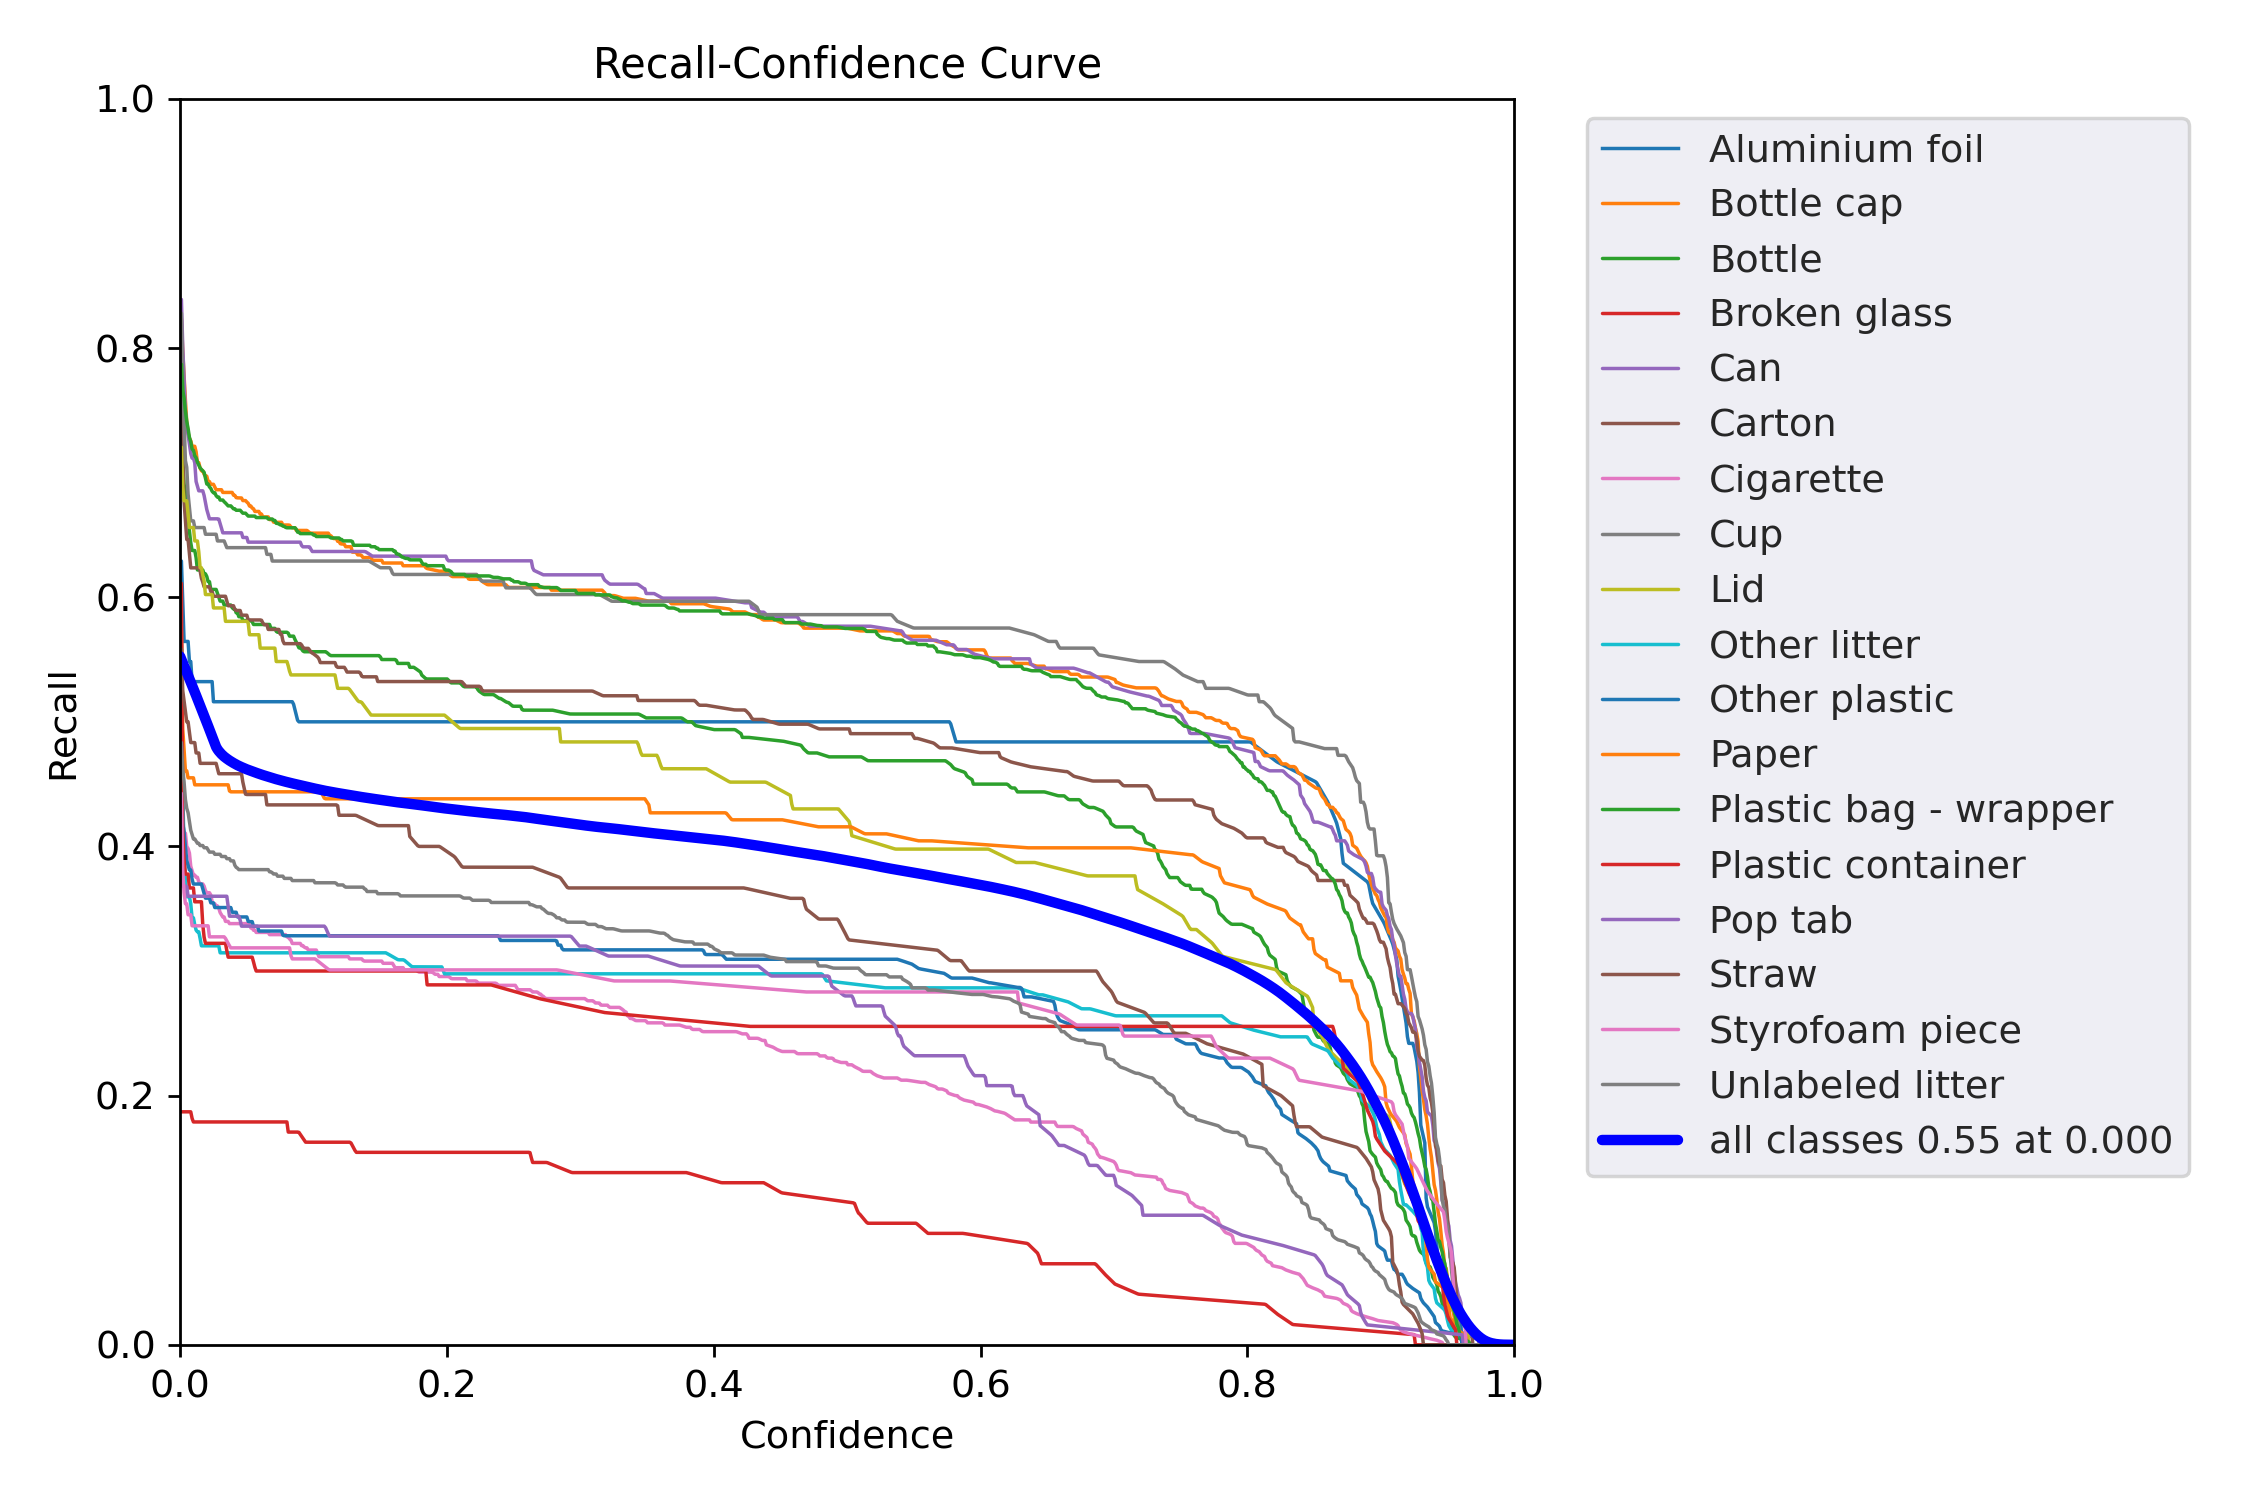 Recall-Confidence Curve
1.0
0.8
0.6
0.4
0.2
0.0
Recall
0.0 0.2 0.4 0.6 0.8 1.0
Confidence
Aluminium foil
Bottle cap
Bottle
Broken glass
Can
Carton
Cigarette
Cup
Lid
Other litter
Other plastic
Paper
Plastic bag - wrapper
Plastic container
Pop tab
Straw
Styrofoam piece
Unlabeled litter
all classes 0.55 at 0.000